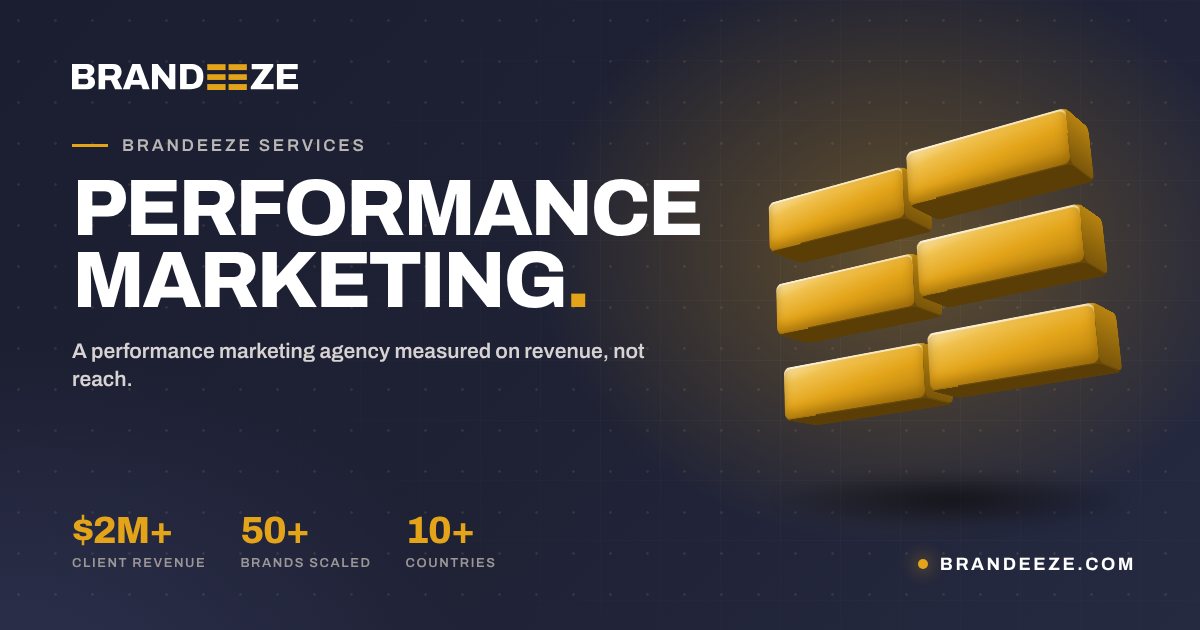 BRANDEEZE
BRANDEEZE SERVICES
PERFORMANCE
MARKETING.
A performance marketing agency measured on revenue, not
reach.
$2M+ 50+ 10+
CLIENT REVENUE BRANDS SCALED COUNTRIES
BRANDEEZE.COM